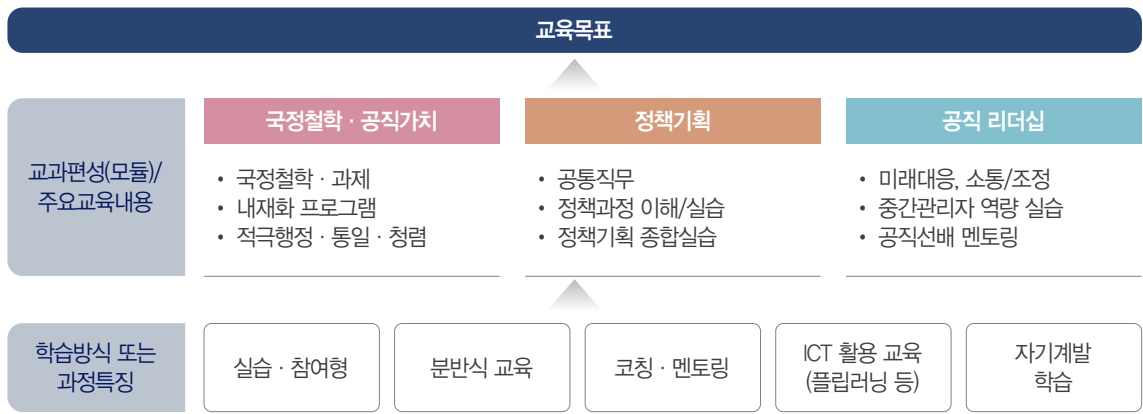 교육목표
교과편성(모듈)/
주요교육내용
국정철학 · 공직가치
• 국정철학 · 과제
• 내재화 프로그램
• 적극행정 · 통일 · 청렴
정책기획
• 공통직무
• 정책과정 이해/실습
• 정책기획 종합실습
공직 리더십
• 미래대응, 소통/조정
• 중간관리자 역량 실습
• 공직선배 멘토링
학습방식 또는
과정특징
실습 · 참여형
분반식 교육
코칭 · 멘토링
ICT 활용 교육
(플립러닝 등)
자기계발
학습